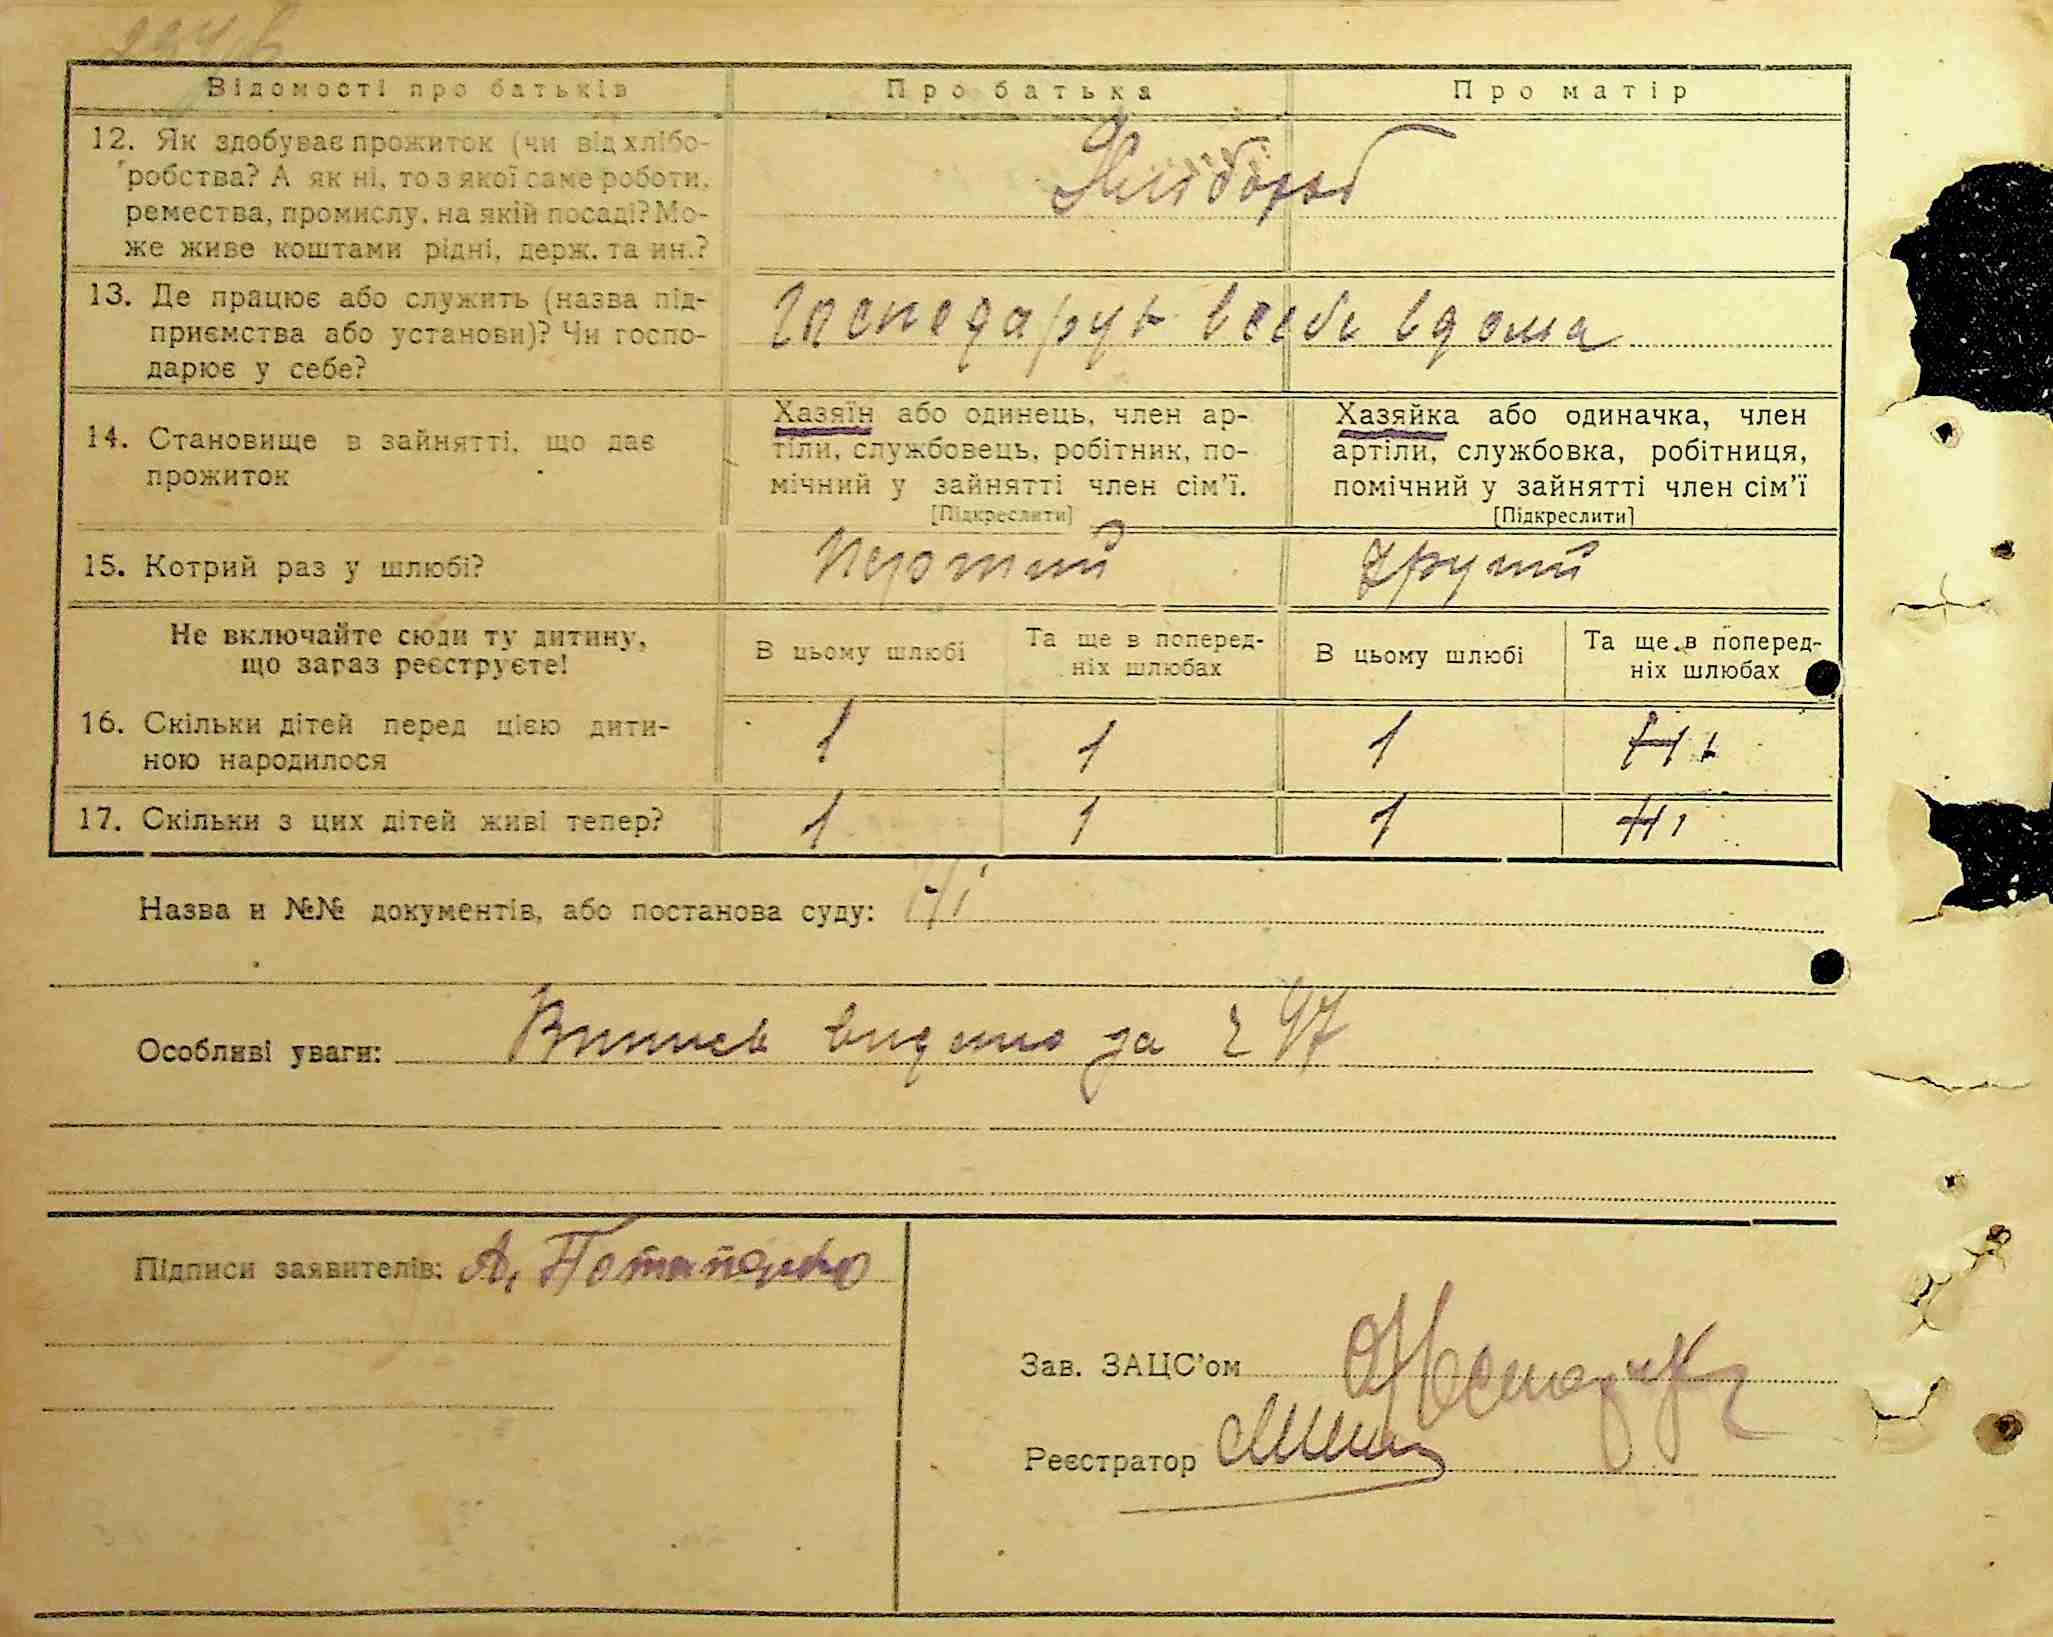 Відомості про батьків
Про батька
Про матір
12. Як здобуває прожиток (чи від хлібо-
робства? А як ні, то з якої саме роботи,
ремества, промислу, на якій посаді? Мо-
же живе коштами рідні, держ. та ин.?
Хлібороб
13. Де працює або служить (назва під-
приємства або установи)? Чи госпо-
дарює у себе?
Господарує в себе вдома
14. Становище в зайнятті, що дає
прожиток
Хазяїн або одинець, член ар-
тіли, службовець, робітник, по-
мічний у зайнятті член сім'ї.
[Підкреслити]
Хазяйка або одиначка, член
артіли, службовка, робітниця,
помічний у зайнятті член сім'ї
[Підкреслити]
15. Котрий раз у шлюбі?
Перший
другий
Не включайте сюди ту дитину,
що зараз реєструєте!
В цьому шлюбі
Та ще в поперед-
ніх шлюбах
В цьому шлюбі
Та ще в поперед-
ніх шлюбах
16. Скільки дітей перед цією дити-
ною народилося
1
1
1
17. Скільки з цих дітей живі тепер?
1
1
1
Назва и №№ документів, або постанова суду: Ні
Особливі уваги: Випись видано за 97
Підписи заявителів: А. Потапенко
Зав. ЗАЦС'ом
Реєстратор